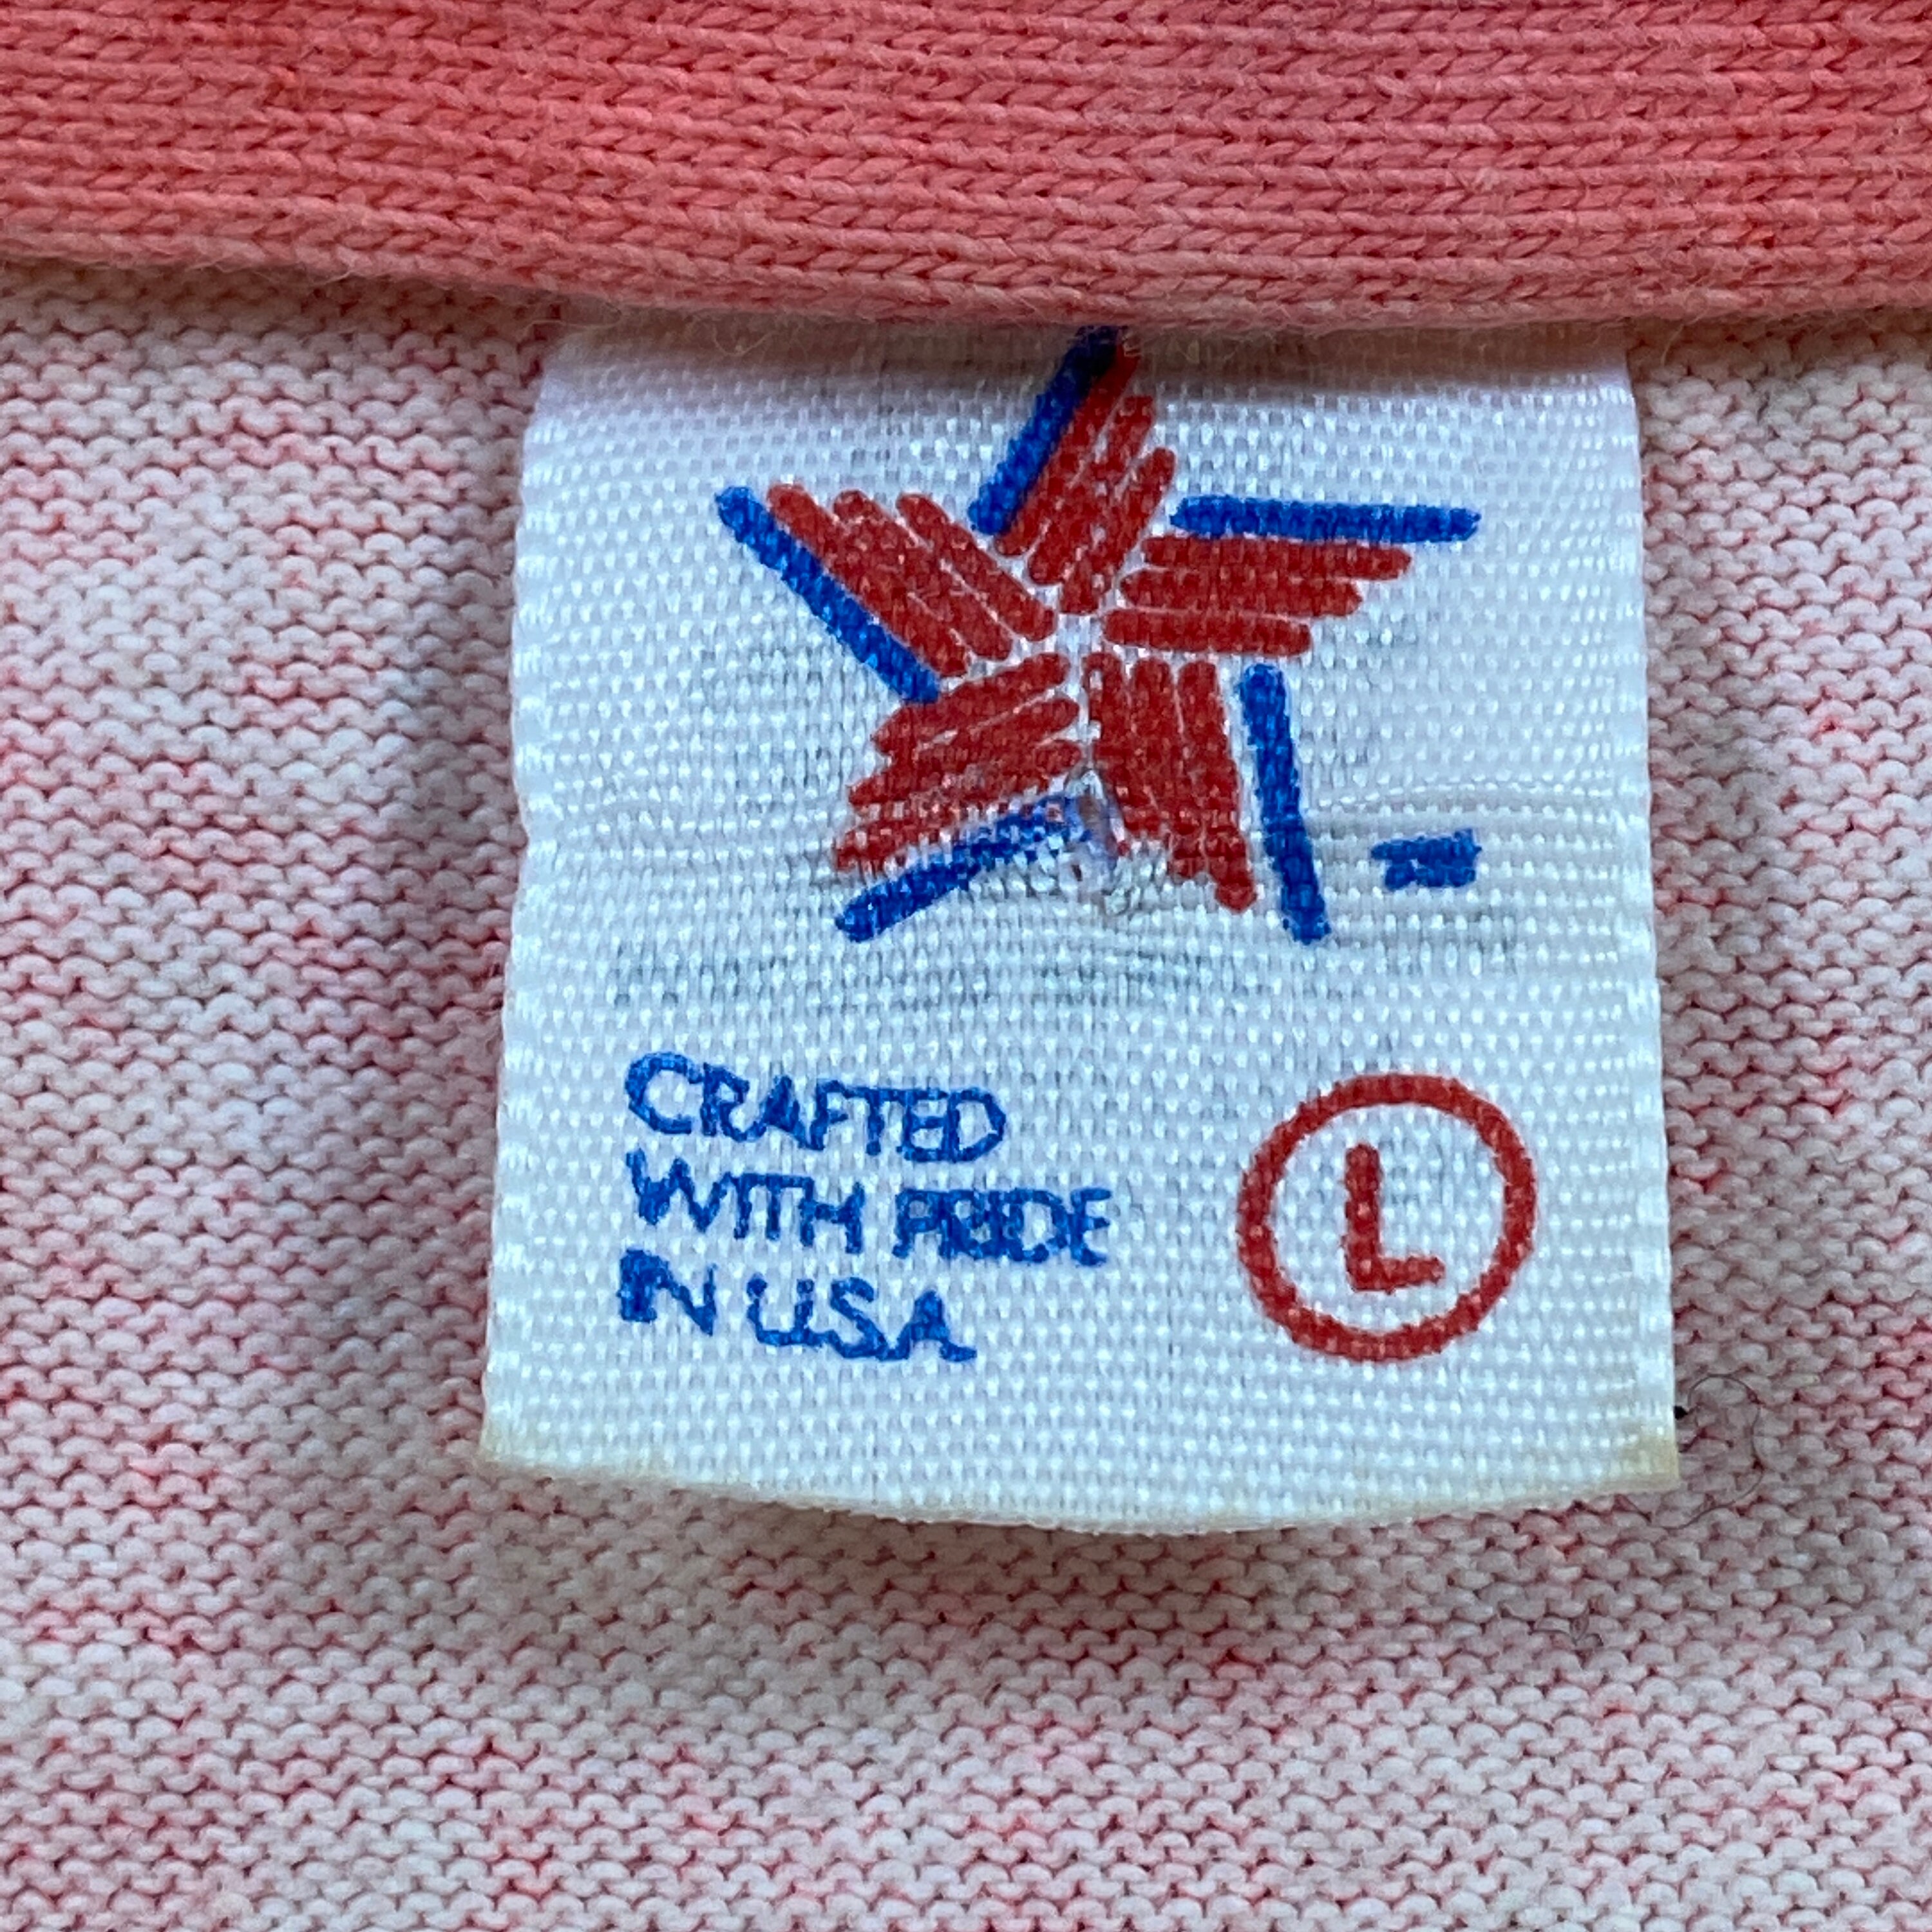 CRAFTED
WITH PRIDE
IN USA
L